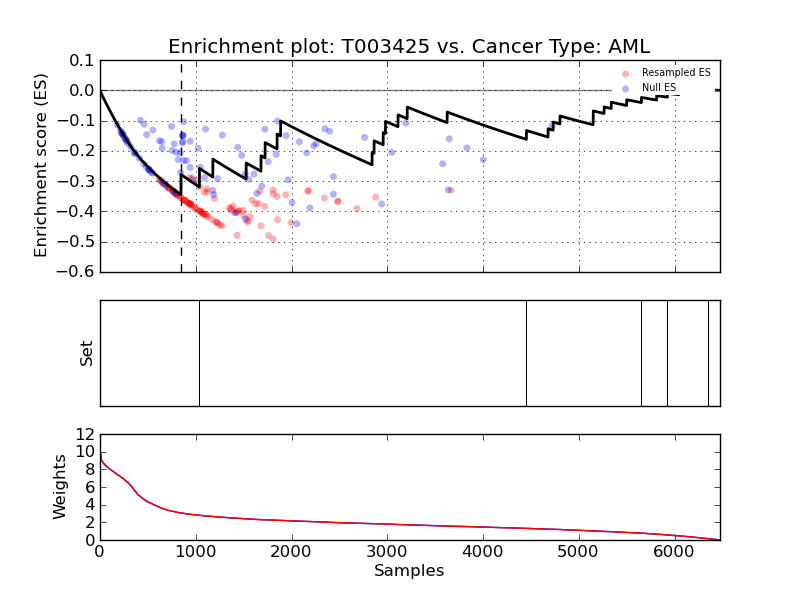 Enrichment plot: T003425 vs. Cancer Type: AML
Enrichment score (ES)
0.1
0.0
−0.1
−0.2
−0.3
−0.4
−0.5
−0.6
Resampled ES
Null ES
Set
Weights
12
10
8
6
4
2
0
0 1000 2000 3000 4000 5000 6000
Samples